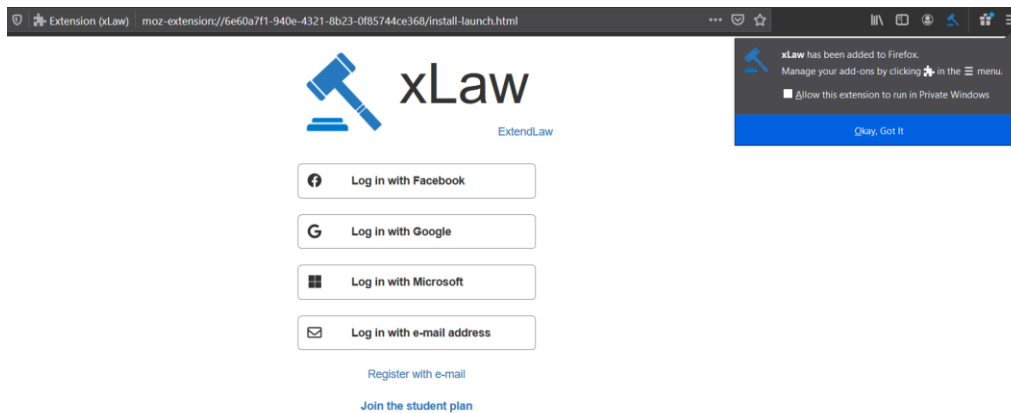 Extension (xLaw) moz-extension://6e60a7f1-940e-4321-8b23-0f85744ce368/install-launch.html
xLaw has been added to Firefox.
Manage your add-ons by clicking in the menu.
Allow this extension to run in Private Windows
Okay, Got It
xLaw
ExtendLaw
Log in with Facebook
Log in with Google
Log in with Microsoft
Log in with e-mail address
Register with e-mail
Join the student plan